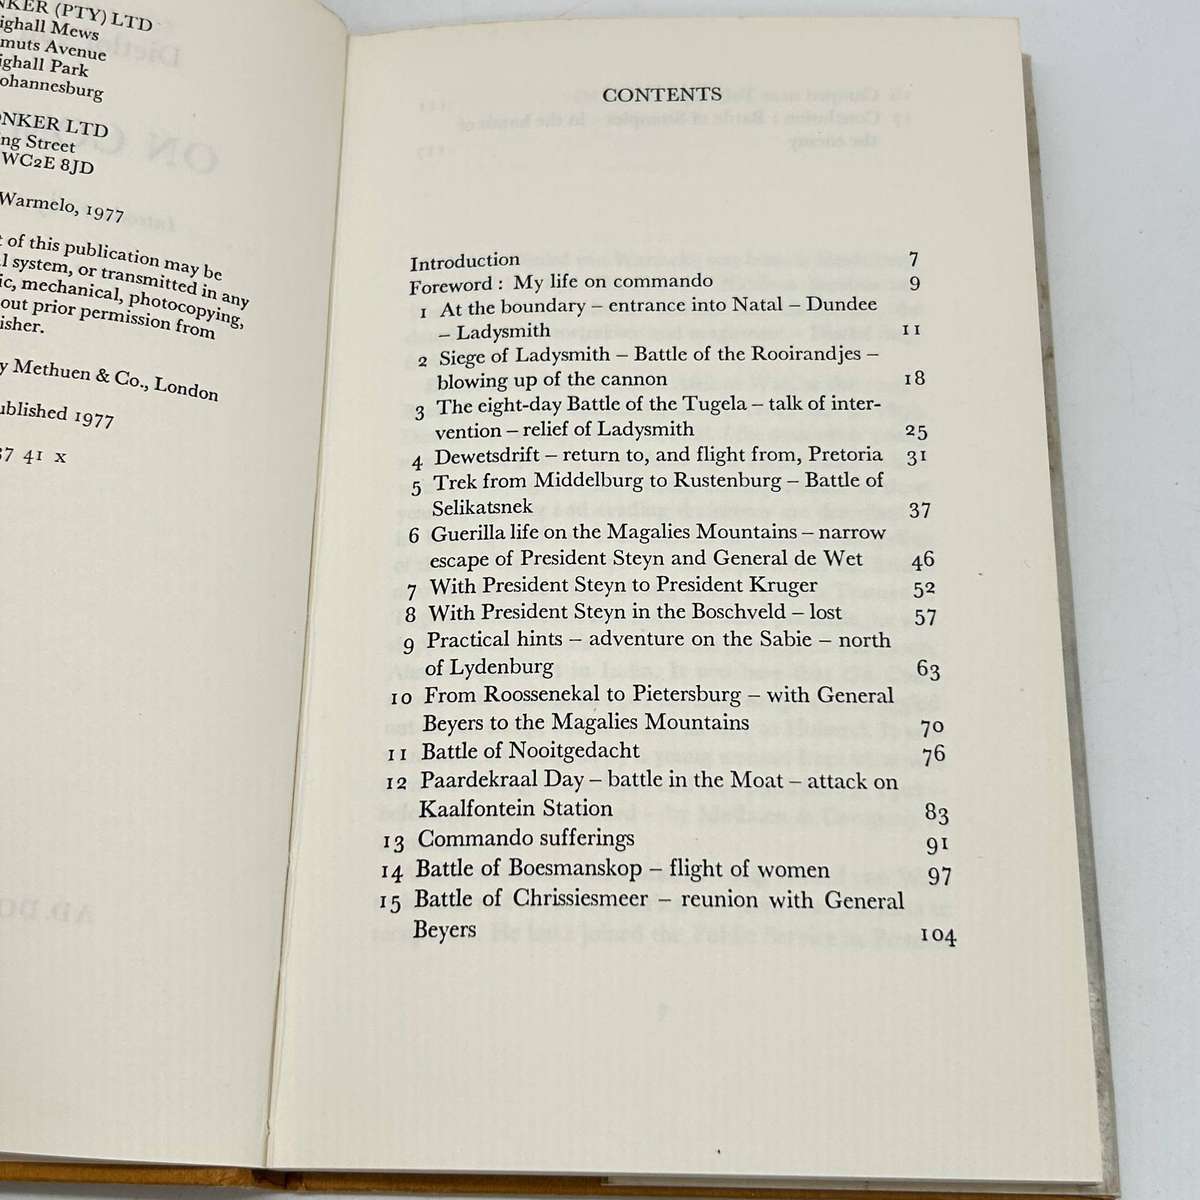 NKER (PTY) LTD
ighall Mews
muts Avenue
ighall Park
ohannesburg
ONKER LTD
ng Street
WC2E 8JD
Warmelo, 1977
t of this publication may be
l system, or transmitted in any
ic, mechanical, photocopying,
out prior permission from
isher.
y Methuen & Co., London
ublished 1977
37 41 x
CONTENTS
Introduction 7
Foreword : My life on commando 9
1 At the boundary – entrance into Natal – Dundee
– Ladysmith 11
2 Siege of Ladysmith – Battle of the Rooirandjes –
blowing up of the cannon 18
3 The eight-day Battle of the Tugela – talk of inter-
vention – relief of Ladysmith 25
4 Dewetsdrift – return to, and flight from, Pretoria 31
5 Trek from Middelburg to Rustenburg – Battle of
Selikatsnek 37
6 Guerilla life on the Magalies Mountains – narrow
escape of President Steyn and General de Wet 46
7 With President Steyn to President Kruger 52
8 With President Steyn in the Boschveld – lost 57
9 Practical hints – adventure on the Sabie – north
of Lydenburg 63
10 From Roossenekal to Pietersburg – with General
Beyers to the Magalies Mountains 70
11 Battle of Nooitgedacht 76
12 Paardekraal Day – battle in the Moat – attack on
Kaalfontein Station 83
13 Commando sufferings 91
14 Battle of Boesmanskop – flight of women 97
15 Battle of Chrissiesmeer – reunion with General
Beyers 104